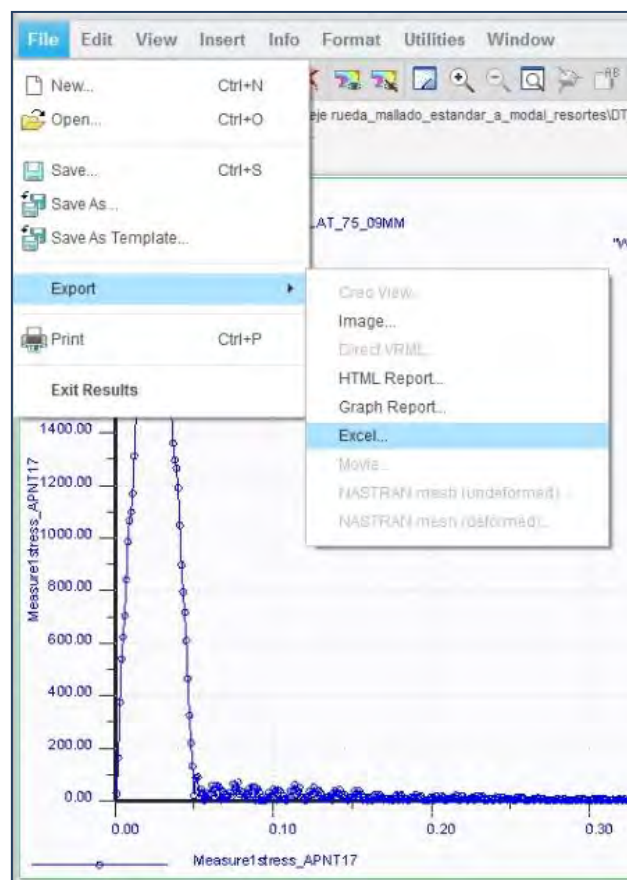 File Edit View Insert Info Format Utilities Window
New... Ctrl+N
Open... Ctrl+O
eje rueda_mallado_estandar_a_modal_resortes\DT
Save... Ctrl+S
Save As...
LAT_75_09MM
Save As Template...
"W
Export
Creo View...
Image...
Print Ctrl+P
Direct VRML...
HTML Report...
Exit Results
Graph Report...
Excel...
Movie...
NASTRAN mesh (undeformed)...
NASTRAN mesh (deformed)...
1400.00
1200.00
1000.00
800.00
600.00
400.00
200.00
0.00
Measure1stress_APNT17
0.00 0.10 0.20 0.30
Measure1stress_APNT17